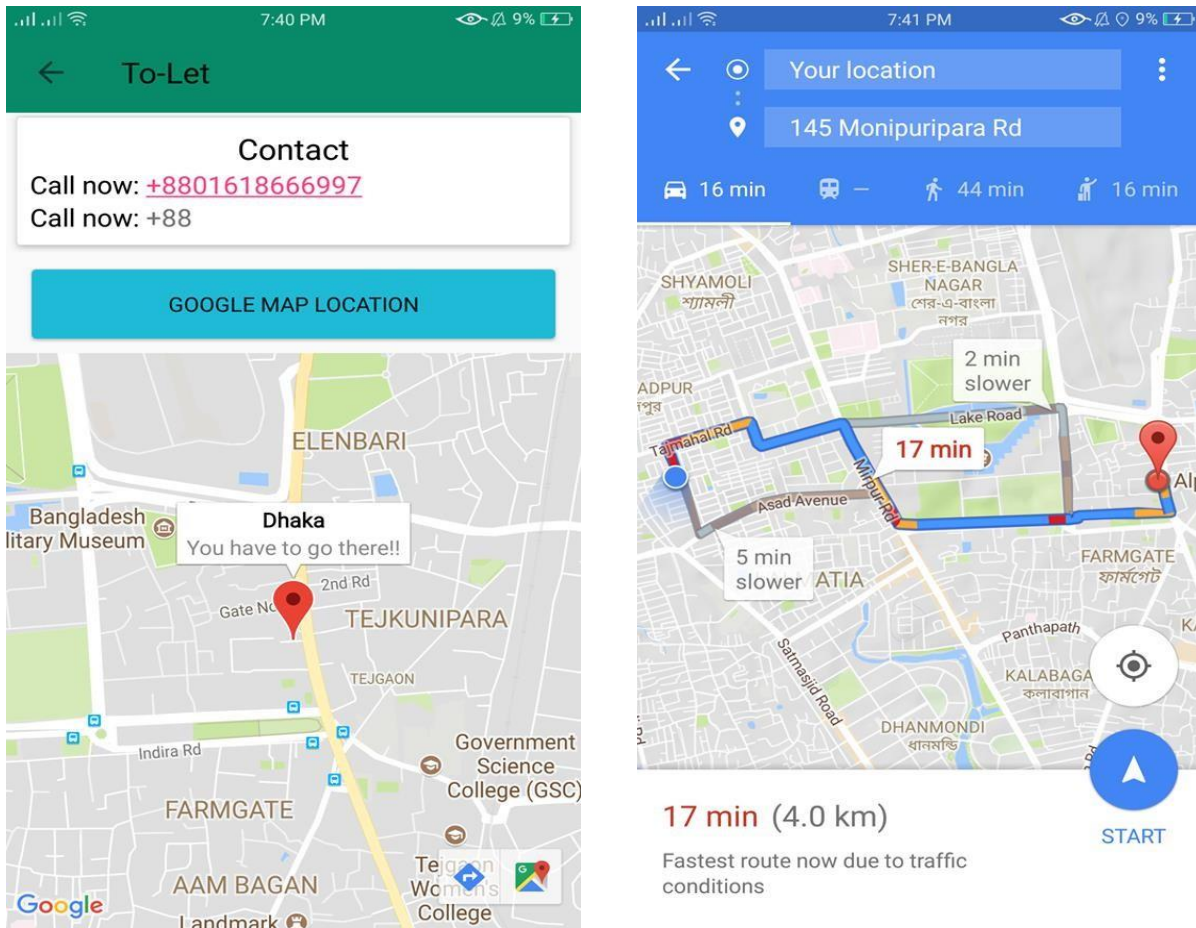 7:40 PM
9%
To-Let
Contact
Call now: +8801618666997
Call now: +88
GOOGLE MAP LOCATION
ELENBARI
Bangladesh
litary Museum
Dhaka
You have to go there!!
2nd Rd
Gate No
TEJKUNIPARA
TEJGAON
Indira Rd
Government
Science
College (GSC)
FARMGATE
AAM BAGAN
Tejgaon
Women's
College
Landmark
Google
7:41 PM
9%
Your location
145 Monipuripara Rd
16 min
–
44 min
16 min
SHYAMOLI
শ্যামলী
SHER-E-BANGLA
NAGAR
শের-এ-বাংলা
নগর
2 min
slower
ADPUR
পুর
Lake Road
Tajmahal Rd
17 min
Mirpur Rd
Alp
Asad Avenue
5 min
slower
MATIA
FARMGATE
ফার্মগেট
Panthapath
KA
Satmasjid Road
KALABAGA
কলাবাগান
DHANMONDI
ধানমন্ডি
17 min (4.0 km)
START
Fastest route now due to traffic
conditions